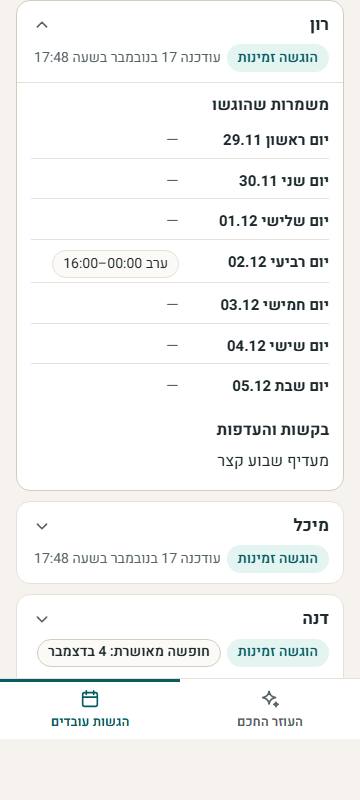 רון
הוגשה זמינות עודכנה 17 בנובמבר בשעה 17:48
משמרות שהוגשו
יום ראשון 29.11 —
יום שני 30.11 —
יום שלישי 01.12 —
יום רביעי 02.12 ערב 16:00–00:00
יום חמישי 03.12 —
יום שישי 04.12 —
יום שבת 05.12 —
בקשות והעדפות
מעדיף שבוע קצר
מיכל
הוגשה זמינות עודכנה 17 בנובמבר בשעה 17:48
דנה
הוגשה זמינות חופשה מאושרת: 4 בדצמבר
העוזר החכם הגשות עובדים